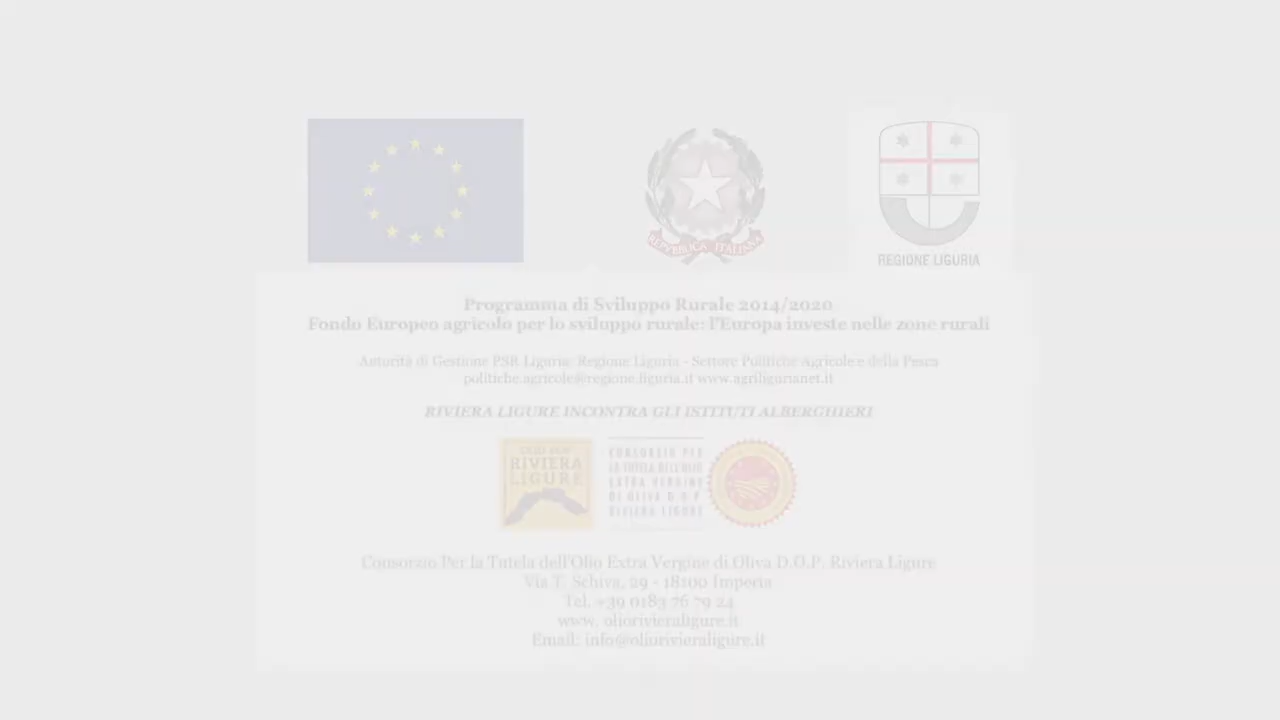 REPVBBLICA ITALIANA
REGIONE LIGURIA
Programma di Sviluppo Rurale 2014/2020
Fondo Europeo agricolo per lo sviluppo rurale: l'Europa investe nelle zone rurali
Autorità di Gestione PSR Liguria: Regione Liguria - Settore Politiche Agricole e della Pesca
politiche.agricole@regione.liguria.it www.agriligurianet.it
RIVIERA LIGURE INCONTRA GLI ISTITUTI ALBERGHIERI
OLIO DOP
RIVIERA
LIGURE
CONSORZIO PER
LA TUTELA DELL'OLIO
EXTRA VERGINE
DI OLIVA D.O.P.
RIVIERA LIGURE
Consorzio Per la Tutela dell'Olio Extra Vergine di Oliva D.O.P. Riviera Ligure
Via T. Schiva, 29 - 18100 Imperia
Tel. +39 0183 76 79 24
www. oliorivieraligure.it
Email: info@oliorivieraligure.it